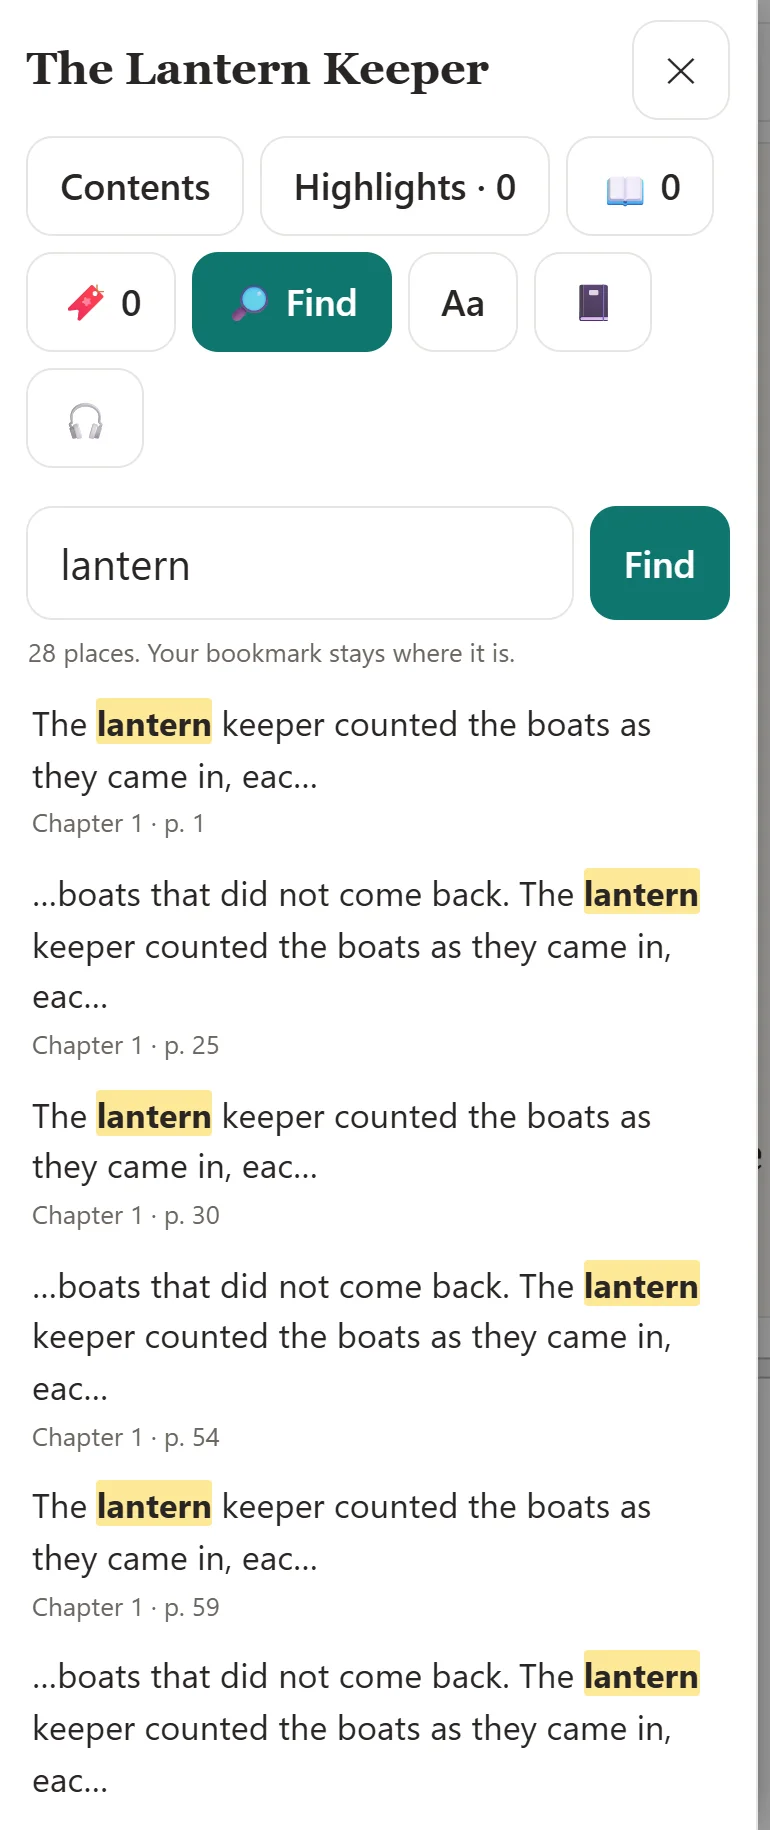 The Lantern Keeper
Contents
Highlights · 0
0
0
Find
Aa
lantern
Find
28 places. Your bookmark stays where it is.
The lantern keeper counted the boats as
they came in, eac...
Chapter 1 · p. 1
...boats that did not come back. The lantern
keeper counted the boats as they came in,
eac...
Chapter 1 · p. 25
The lantern keeper counted the boats as
they came in, eac...
Chapter 1 · p. 30
...boats that did not come back. The lantern
keeper counted the boats as they came in,
eac...
Chapter 1 · p. 54
The lantern keeper counted the boats as
they came in, eac...
Chapter 1 · p. 59
...boats that did not come back. The lantern
keeper counted the boats as they came in,
eac...